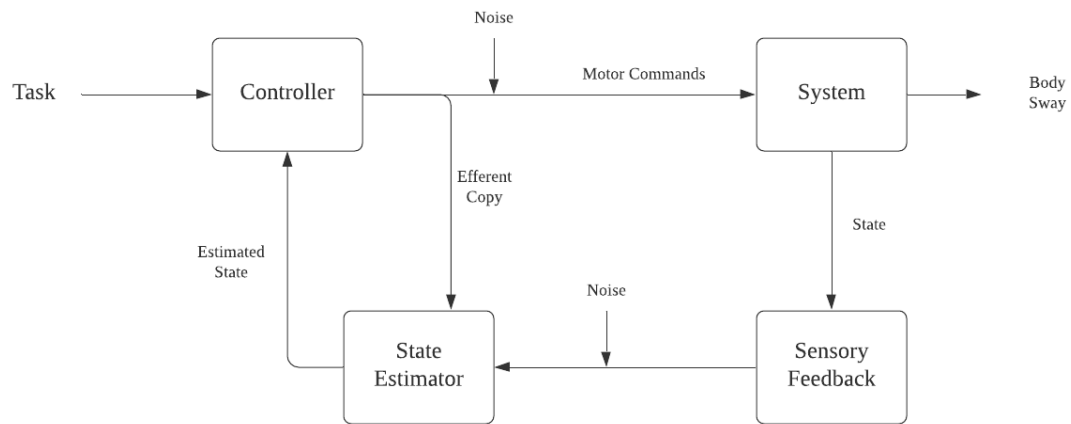 Noise
Task
Controller
Motor Commands
System
Body
Sway
Efferent
Copy
Estimated
State
State
Noise
State
Estimator
Sensory
Feedback